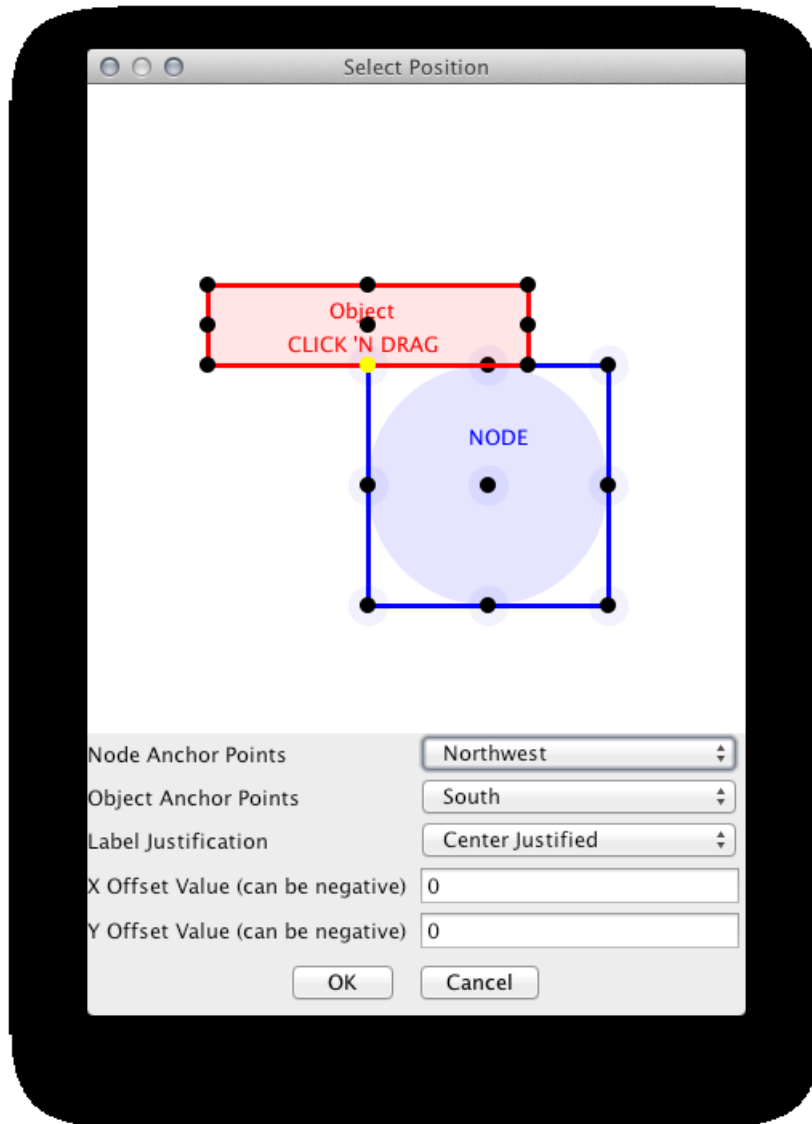 Select Position
Object
CLICK 'N DRAG
NODE
Node Anchor Points Northwest
Object Anchor Points South
Label Justification Center Justified
X Offset Value (can be negative) 0
Y Offset Value (can be negative) 0
OK Cancel